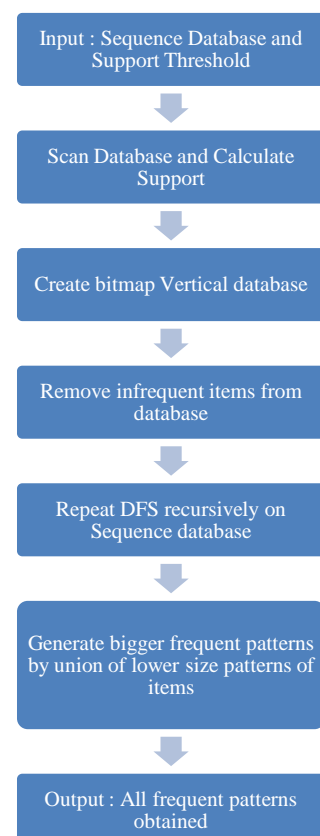 Input : Sequence Database and
Support Threshold
Scan Database and Calculate
Support
Create bitmap Vertical database
Remove infrequent items from
database
Repeat DFS recursively on
Sequence database
Generate bigger frequent patterns
by union of lower size patterns of
items
Output : All frequent patterns
obtained